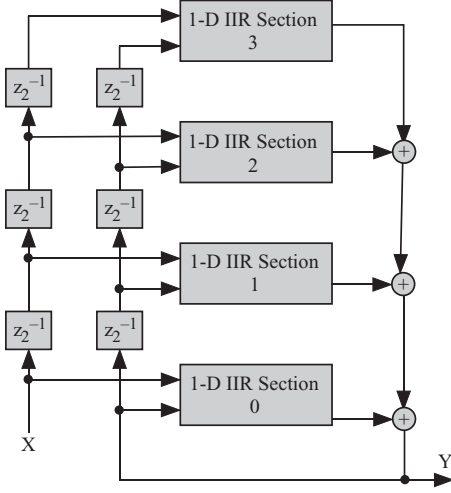 1-D IIR Section
3
z₂⁻¹ z₂⁻¹
1-D IIR Section
2
+
z₂⁻¹ z₂⁻¹
1-D IIR Section
1
+
z₂⁻¹ z₂⁻¹
1-D IIR Section
0
+
X
Y